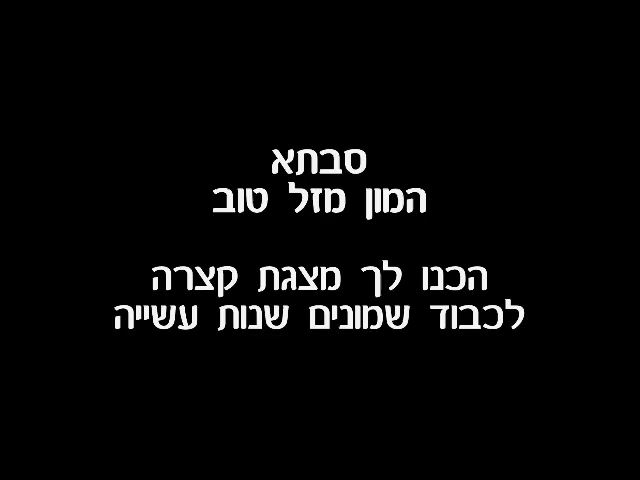 סבתא
המון מזל טוב
הכנו לך מצגת קצרה
לכבוד שמונים שנות עשייה